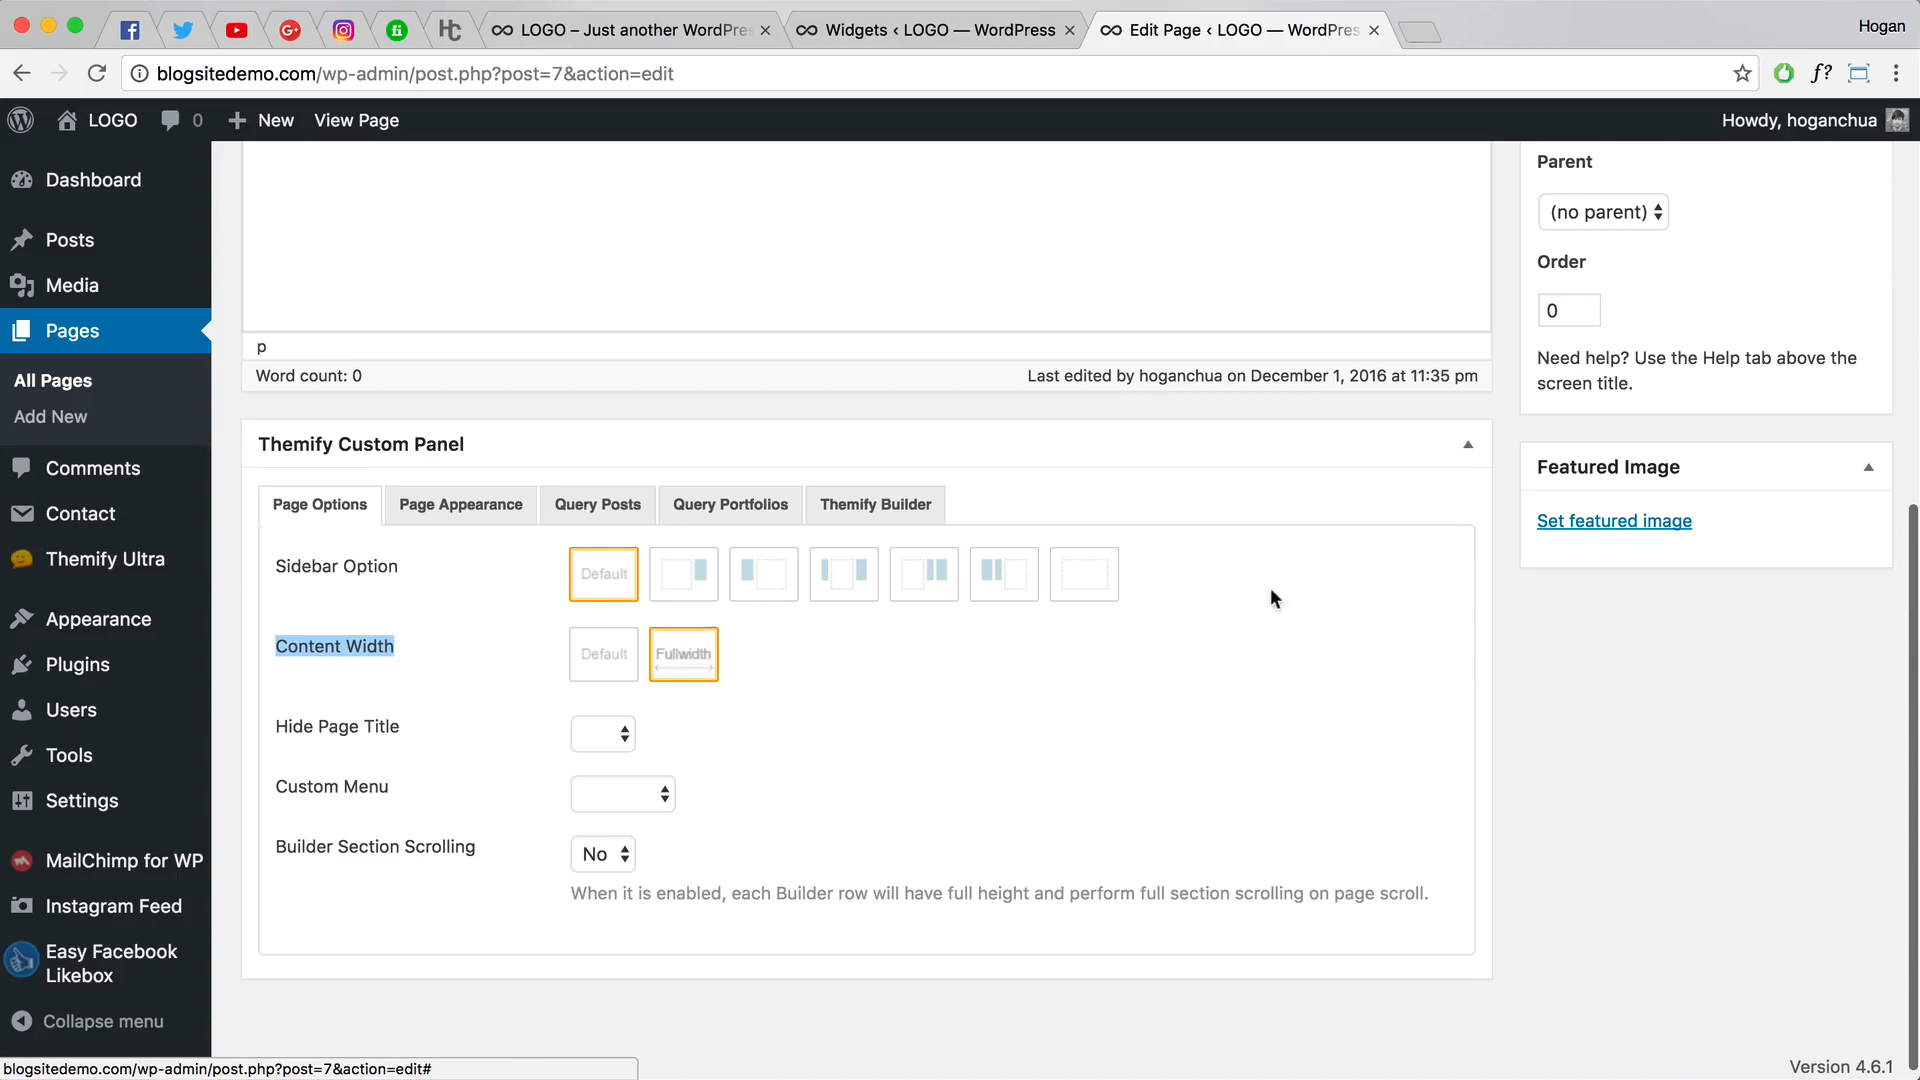 LOGO – Just another WordPres
Widgets ‹ LOGO — WordPress
Edit Page ‹ LOGO — WordPres
Hogan
blogsitedemo.com/wp-admin/post.php?post=7&action=edit
f?
LOGO
0
New
View Page
Howdy, hoganchua
Dashboard
Posts
Media
Pages
All Pages
Add New
Comments
Contact
Themify Ultra
Appearance
Plugins
Users
Tools
Settings
MailChimp for WP
Instagram Feed
Easy Facebook
Likebox
Collapse menu
p
Word count: 0
Last edited by hoganchua on December 1, 2016 at 11:35 pm
Themify Custom Panel
Page Options
Page Appearance
Query Posts
Query Portfolios
Themify Builder
Sidebar Option
Default
Content Width
Default
Fullwidth
Hide Page Title
Custom Menu
Builder Section Scrolling
No
When it is enabled, each Builder row will have full height and perform full section scrolling on page scroll.
Parent
(no parent)
Order
0
Need help? Use the Help tab above the
screen title.
Featured Image
Set featured image
blogsitedemo.com/wp-admin/post.php?post=7&action=edit#
Version 4.6.1